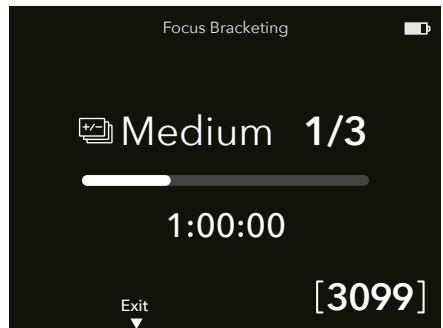 Focus Bracketing
+/- Medium 1/3
1:00:00
[3099]
Exit